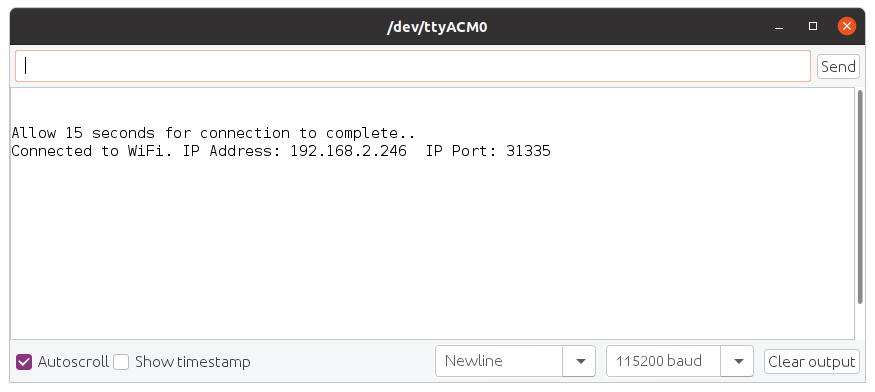 /dev/ttyACM0
Send
Allow 15 seconds for connection to complete..
Connected to WiFi. IP Address: 192.168.2.246  IP Port: 31335
Autoscroll Show timestamp Newline 115200 baud Clear output